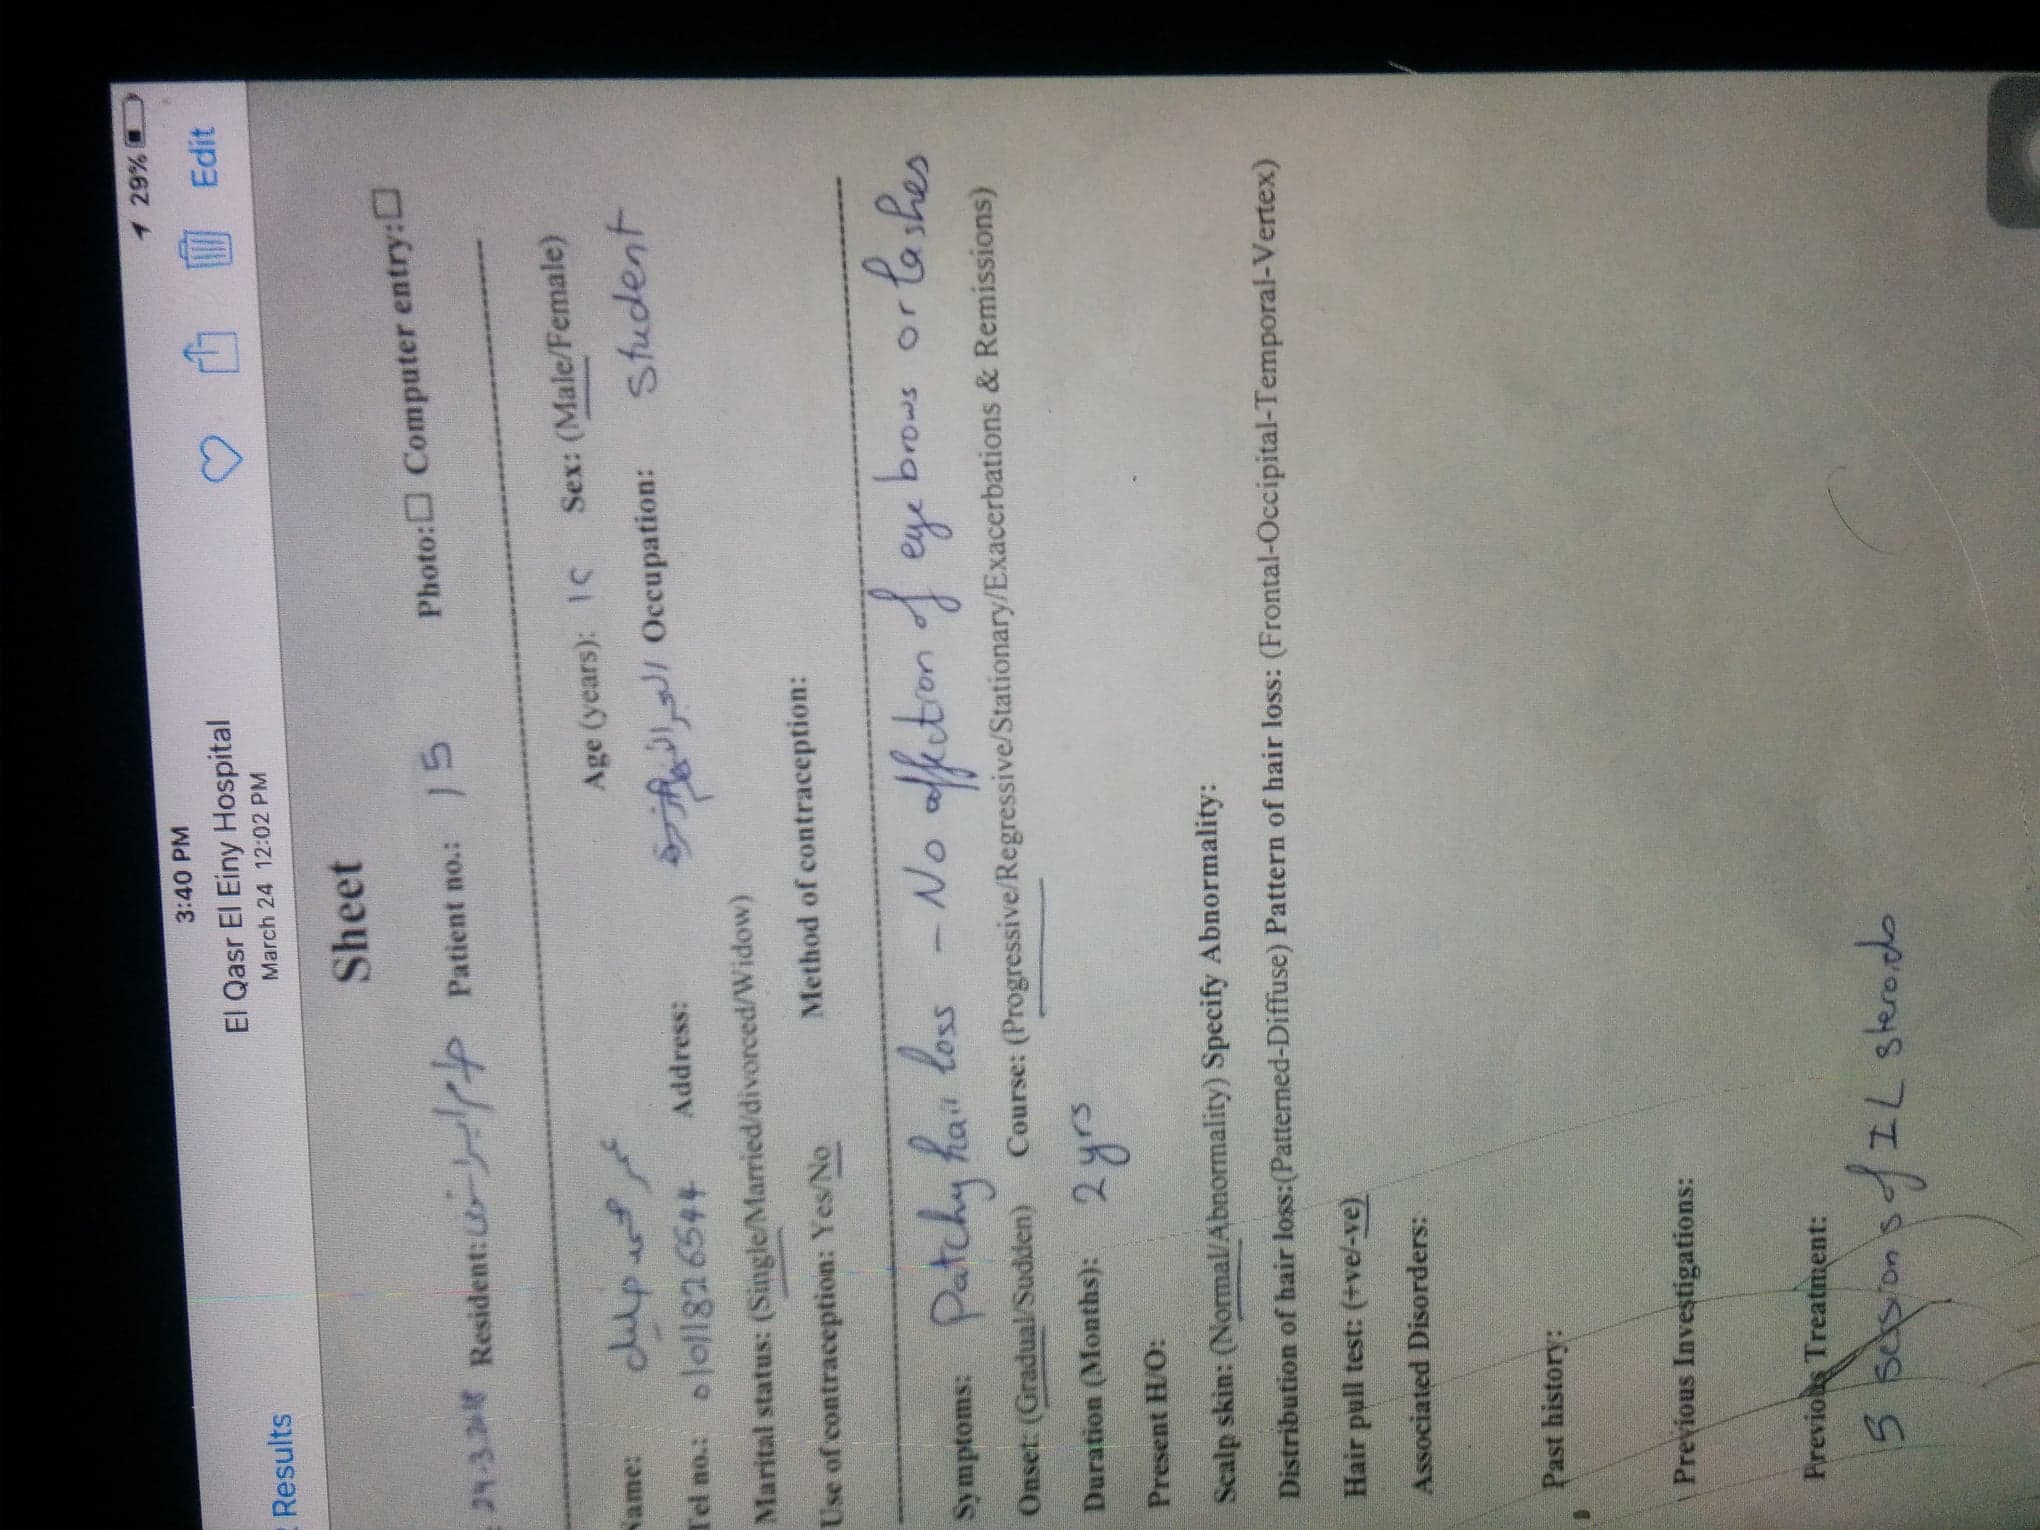 29%
3:40 PM
El Qasr El Einy Hospital
March 24 12:02 PM
Results
Edit
Sheet
24-3.2018 Resident: Patient no.: 15 Photo:☐ Computer entry:☐
Name: عمر محمد خليل Age (years): ١٢ Sex: (Male/Female)
Tel no.: 01011826544 Address: Occupation: Student
Marital status: (Single/Married/divorced/Widow)
Use of contraception: Yes/No Method of contraception:
Symptoms: Patchy hair loss - No affection of eye brows or lashes
Onset: (Gradual/Sudden) Course: (Progressive/Regressive/Stationary/Exacerbations & Remissions)
Duration (Months): 2 yrs
Present H/O:
Scalp skin: (Normal/Abnormality) Specify Abnormality:
Distribution of hair loss:(Patterned-Diffuse) Pattern of hair loss: (Frontal-Occipital-Temporal-Vertex)
Hair pull test: (+ve/-ve)
Associated Disorders:
Past history:
Previous Investigations:
Previous Treatment:
5 sessions of IL steroids